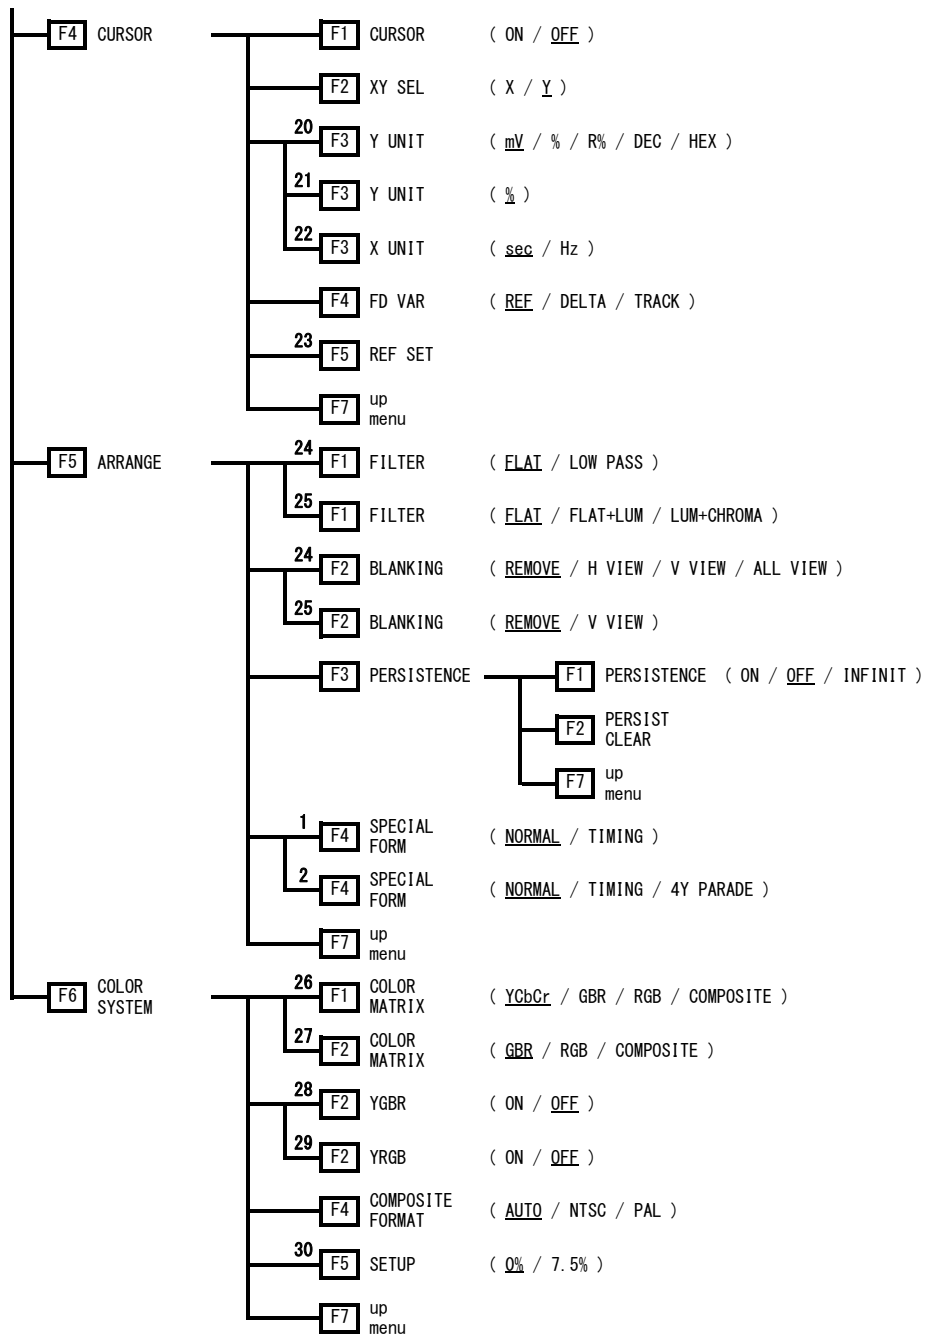 F4 CURSOR F1 CURSOR ( ON / OFF )
F2 XY SEL ( X / Y )
20 F3 Y UNIT ( mV / % / R% / DEC / HEX )
21 F3 Y UNIT ( % )
22 F3 X UNIT ( sec / Hz )
F4 FD VAR ( REF / DELTA / TRACK )
23 F5 REF SET
F7 up
menu
F5 ARRANGE 24 F1 FILTER ( FLAT / LOW PASS )
25 F1 FILTER ( FLAT / FLAT+LUM / LUM+CHROMA )
24 F2 BLANKING ( REMOVE / H VIEW / V VIEW / ALL VIEW )
25 F2 BLANKING ( REMOVE / V VIEW )
F3 PERSISTENCE F1 PERSISTENCE ( ON / OFF / INFINIT )
F2 PERSIST
CLEAR
F7 up
menu
1 F4 SPECIAL
FORM ( NORMAL / TIMING )
2 F4 SPECIAL
FORM ( NORMAL / TIMING / 4Y PARADE )
F7 up
menu
F6 COLOR
SYSTEM
26 F1 COLOR
MATRIX ( YCbCr / GBR / RGB / COMPOSITE )
27 F2 COLOR
MATRIX ( GBR / RGB / COMPOSITE )
28 F2 YGBR ( ON / OFF )
29 F2 YRGB ( ON / OFF )
F4 COMPOSITE
FORMAT ( AUTO / NTSC / PAL )
30 F5 SETUP ( 0% / 7.5% )
F7 up
menu